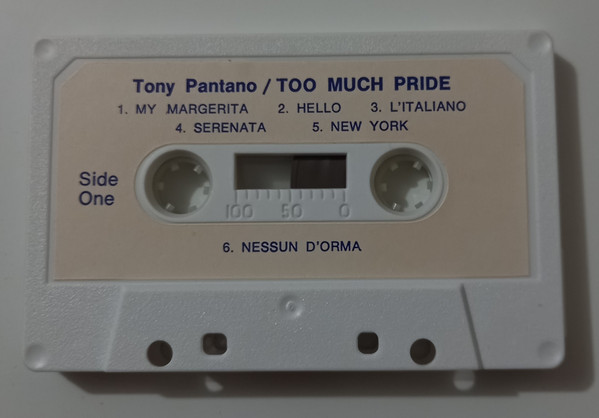 Tony Pantano / TOO MUCH PRIDE
1. MY MARGERITA 2. HELLO 3. L'ITALIANO
4. SERENATA 5. NEW YORK
Side
One
100 50 0
6. NESSUN D'ORMA